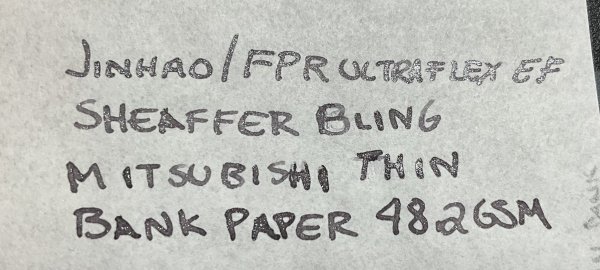 JINHAO/FPR ULTRAFLEX EF
SHEAFFER BLING
MITSUBISHI THIN
BANK PAPER 48.2GSM